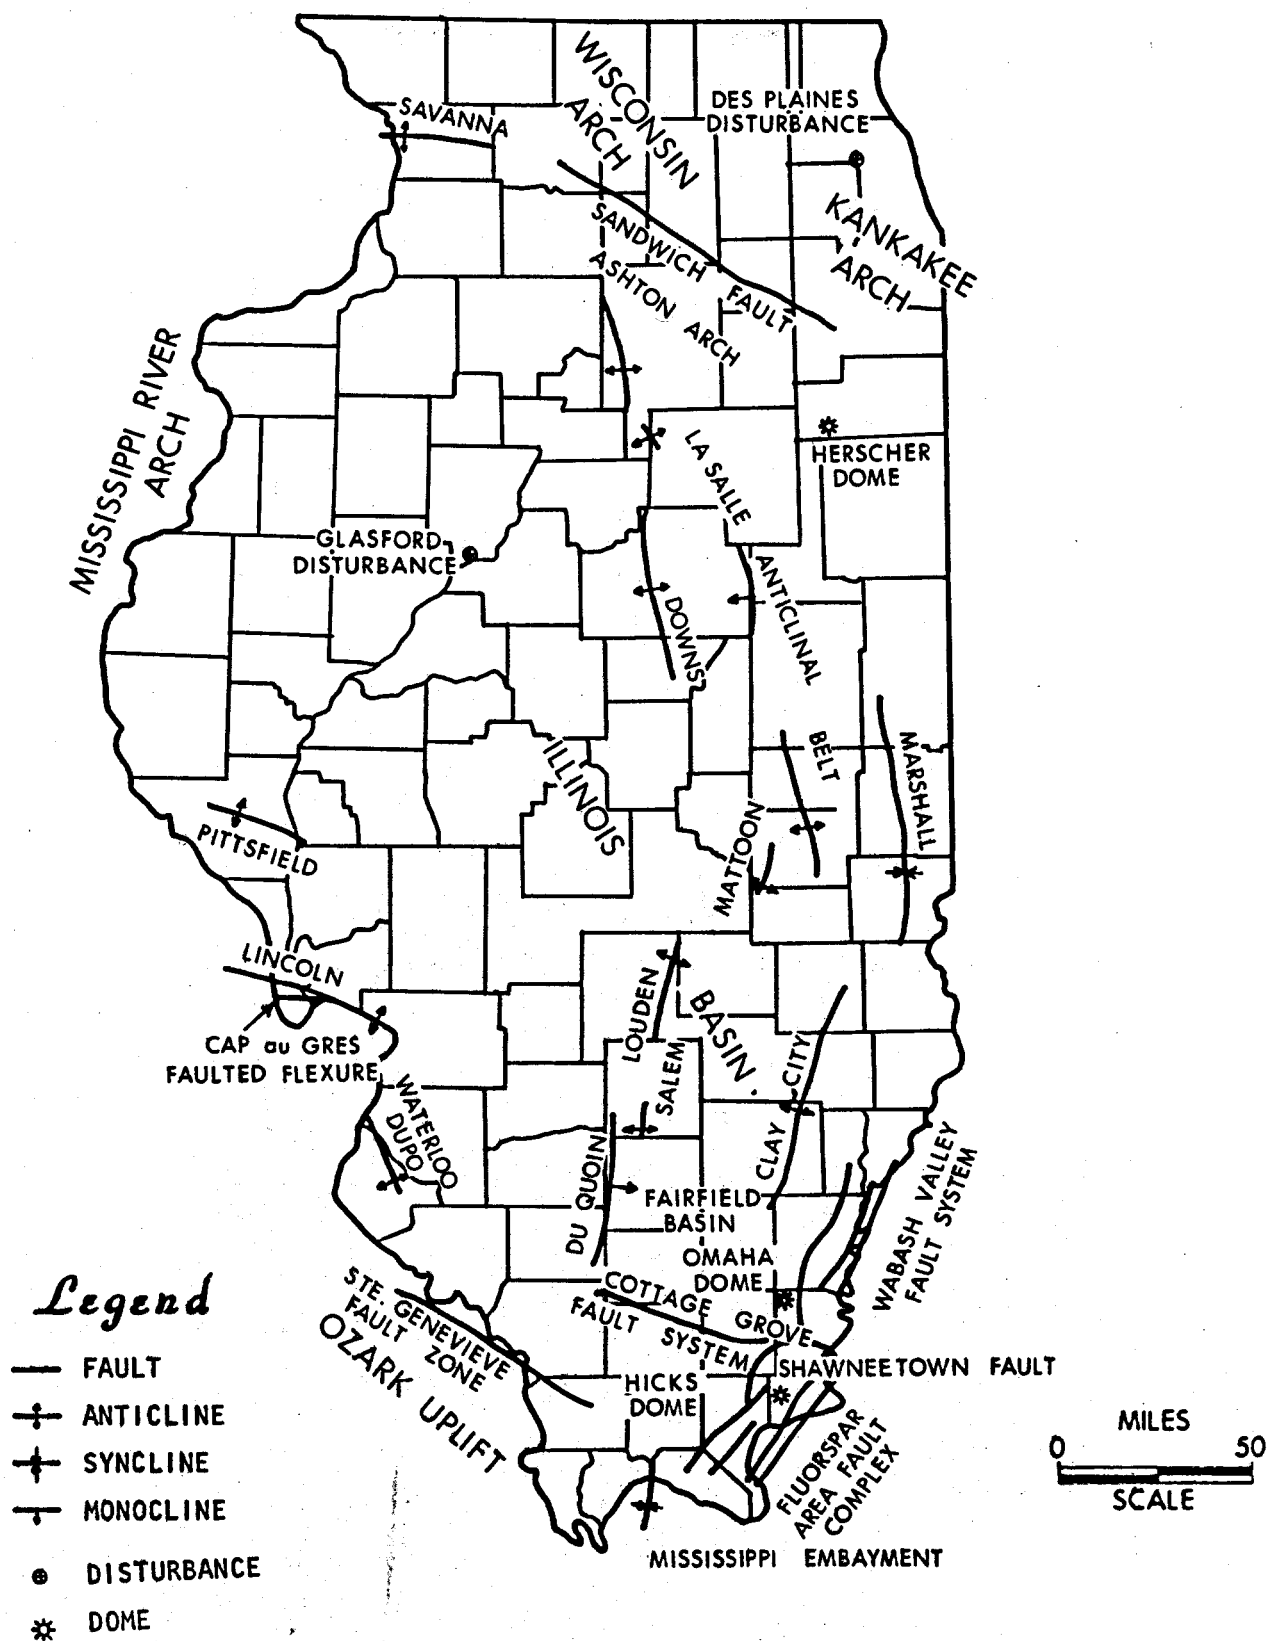 WISCONSIN
ARCH
SAVANNA
DES PLAINES
DISTURBANCE
KANKAKEE
ARCH
SANDWICH FAULT
ASHTON ARCH
MISSISSIPPI RIVER
ARCH
HERSCHER
DOME
LA SALLE ANTICLINAL BELT
GLASFORD
DISTURBANCE
DOWNS
MARSHALL
ILLINOIS BASIN
MATTOON
PITTSFIELD
LINCOLN
CAP au GRES
FAULTED FLEXURE
LOUDEN
SALEM
CLAY CITY
WATERLOO
DUPO
DU QUOIN
FAIRFIELD
BASIN
WABASH VALLEY
FAULT SYSTEM
OMAHA
DOME
COTTAGE GROVE
FAULT SYSTEM
STE. GENEVIEVE
FAULT ZONE
OZARK UPLIFT
SHAWNEETOWN FAULT
HICKS
DOME
FLUORSPAR
AREA FAULT
COMPLEX
MISSISSIPPI EMBAYMENT
Legend
FAULT
ANTICLINE
SYNCLINE
MONOCLINE
DISTURBANCE
DOME
MILES
0 50
SCALE